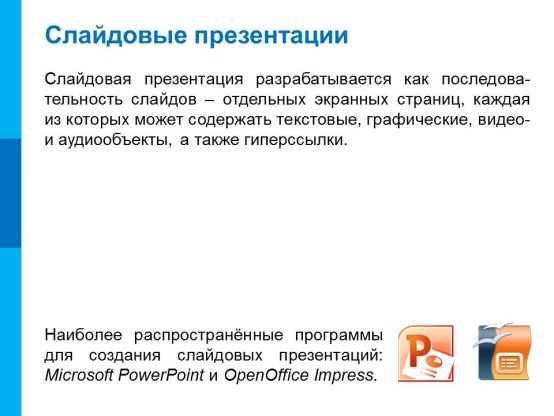 Слайдовые презентации
Слайдовая презентация разрабатывается как последова-
тельность слайдов – отдельных экранных страниц, каждая
из которых может содержать текстовые, графические, видео-
и аудиообъекты, а также гиперссылки.
Наиболее распространённые программы
для создания слайдовых презентаций:
Microsoft PowerPoint и OpenOffice Impress.
P